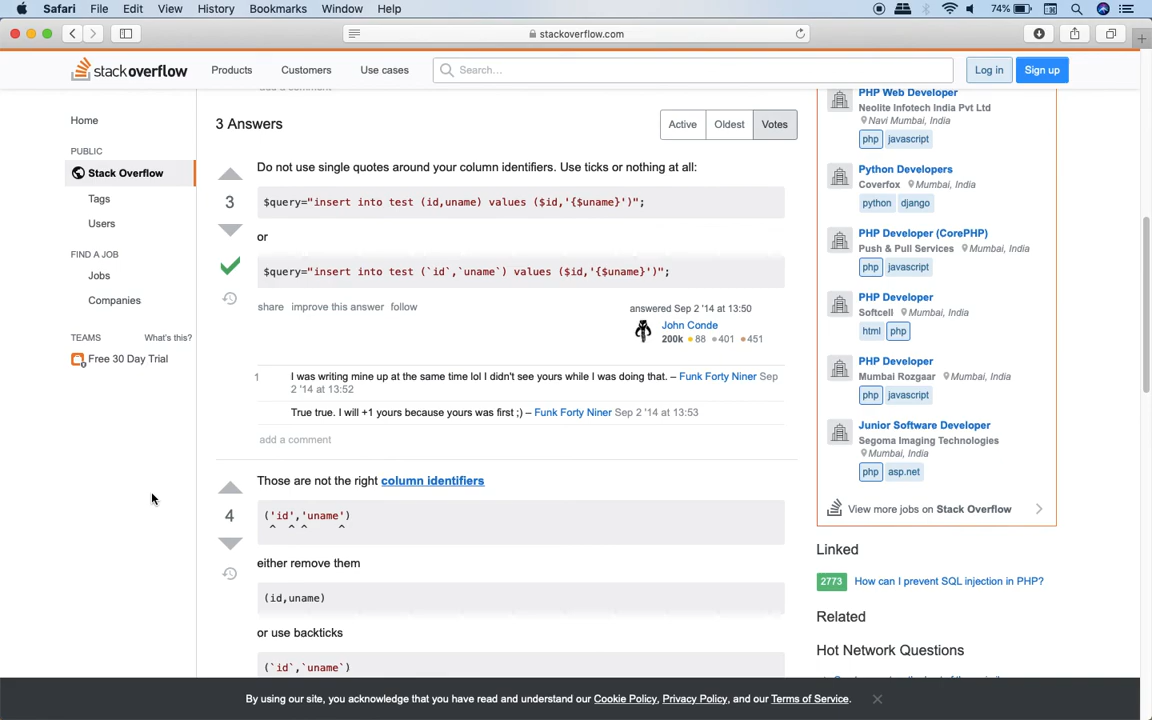 Safari File Edit View History Bookmarks Window Help 74%
stackoverflow.com
stackoverflow Products Customers Use cases Search... Log in Sign up
Home
PUBLIC
Stack Overflow
Tags
Users
FIND A JOB
Jobs
Companies
TEAMS What's this?
Free 30 Day Trial
add a comment
3 Answers Active Oldest Votes
Do not use single quotes around your column identifiers. Use ticks or nothing at all:
3
$query="insert into test (id,uname) values ($id,'{$uname}')";
or
$query="insert into test (`id`,`uname`) values ($id,'{$uname}')";
share improve this answer follow
answered Sep 2 '14 at 13:50
John Conde
200k 88 401 451
1 I was writing mine up at the same time lol I didn't see yours while I was doing that. – Funk Forty Niner Sep
2 '14 at 13:52
True true. I will +1 yours because yours was first ;) – Funk Forty Niner Sep 2 '14 at 13:53
add a comment
Those are not the right column identifiers
4
('id','uname')
^ ^ ^ ^
either remove them
(id,uname)
or use backticks
(`id`,`uname`)
PHP Web Developer
Neolite Infotech India Pvt Ltd
Navi Mumbai, India
php javascript
Python Developers
Coverfox Mumbai, India
python django
PHP Developer (CorePHP)
Push & Pull Services Mumbai, India
php javascript
PHP Developer
Softcell Mumbai, India
html php
PHP Developer
Mumbai Rozgaar Mumbai, India
php javascript
Junior Software Developer
Segoma Imaging Technologies
Mumbai, India
php asp.net
View more jobs on Stack Overflow
Linked
2773 How can I prevent SQL injection in PHP?
Related
Hot Network Questions
By using our site, you acknowledge that you have read and understand our Cookie Policy, Privacy Policy, and our Terms of Service.